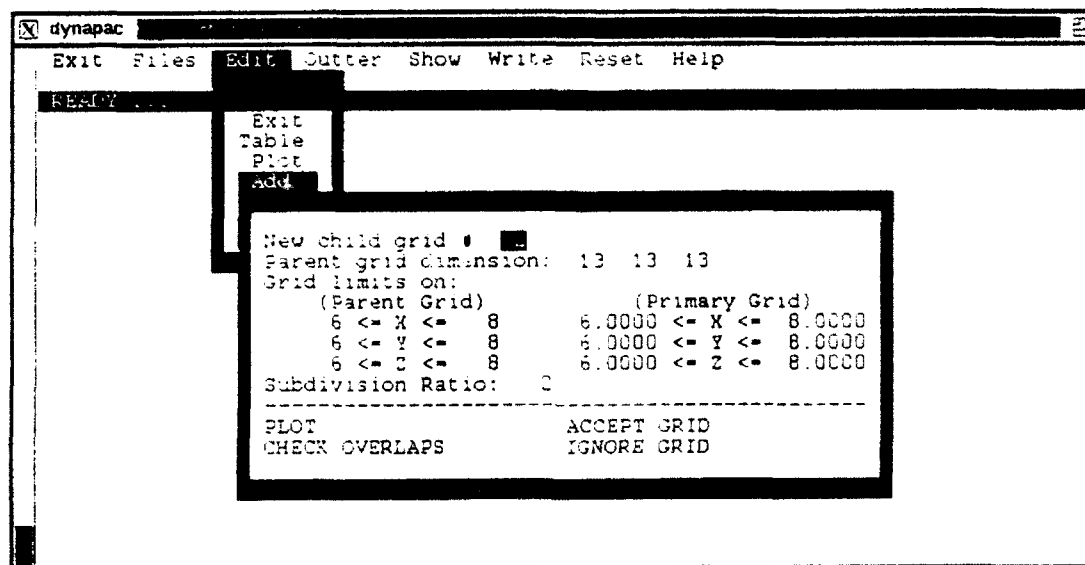 dynapac
Exit Files Edit Cutter Show Write Reset Help
READY ...
Exit
Table
Plot
Add
New child grid #
Parent grid dimension: 13 13 13
Grid limits on:
(Parent Grid) (Primary Grid)
6 <= X <= 8 6.0000 <= X <= 8.0000
6 <= Y <= 8 6.0000 <= Y <= 8.0000
6 <= Z <= 8 6.0000 <= Z <= 8.0000
Subdivision Ratio: 2
------------------------------------------
PLOT ACCEPT GRID
CHECK OVERLAPS IGNORE GRID